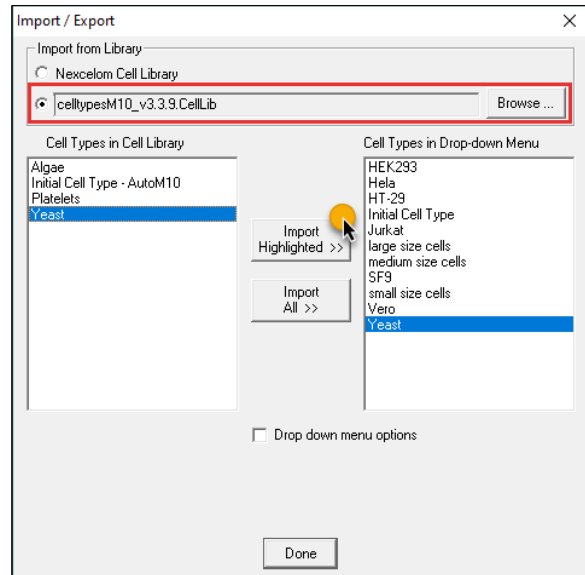 Import / Export
Import from Library
Nexcelom Cell Library
celltypesM10_v3.3.9.CellLib
Browse ...
Cell Types in Cell Library
Algae
Initial Cell Type - AutoM10
Platelets
Yeast
Import
Highlighted >>
Import
All >>
Cell Types in Drop-down Menu
HEK293
Hela
HT-29
Initial Cell Type
Jurkat
large size cells
medium size cells
SF9
small size cells
Vero
Yeast
Drop down menu options
Done